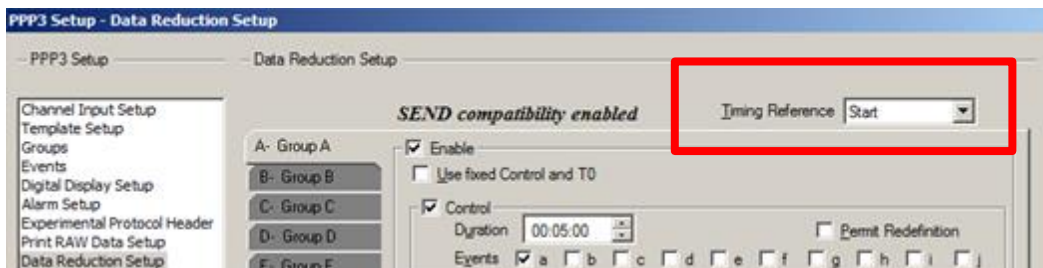 PPP3 Setup - Data Reduction Setup
PPP3 Setup
Data Reduction Setup
Channel Input Setup
Template Setup
Groups
Events
Digital Display Setup
Alarm Setup
Experimental Protocol Header
Print RAW Data Setup
Data Reduction Setup
SEND compatibility enabled
Timing Reference Start
A- Group A
B- Group B
C- Group C
D- Group D
E- Group E
Enable
Use fixed Control and T0
Control
Duration 00:05:00
Permit Redefinition
Events a b c d e f g h i j